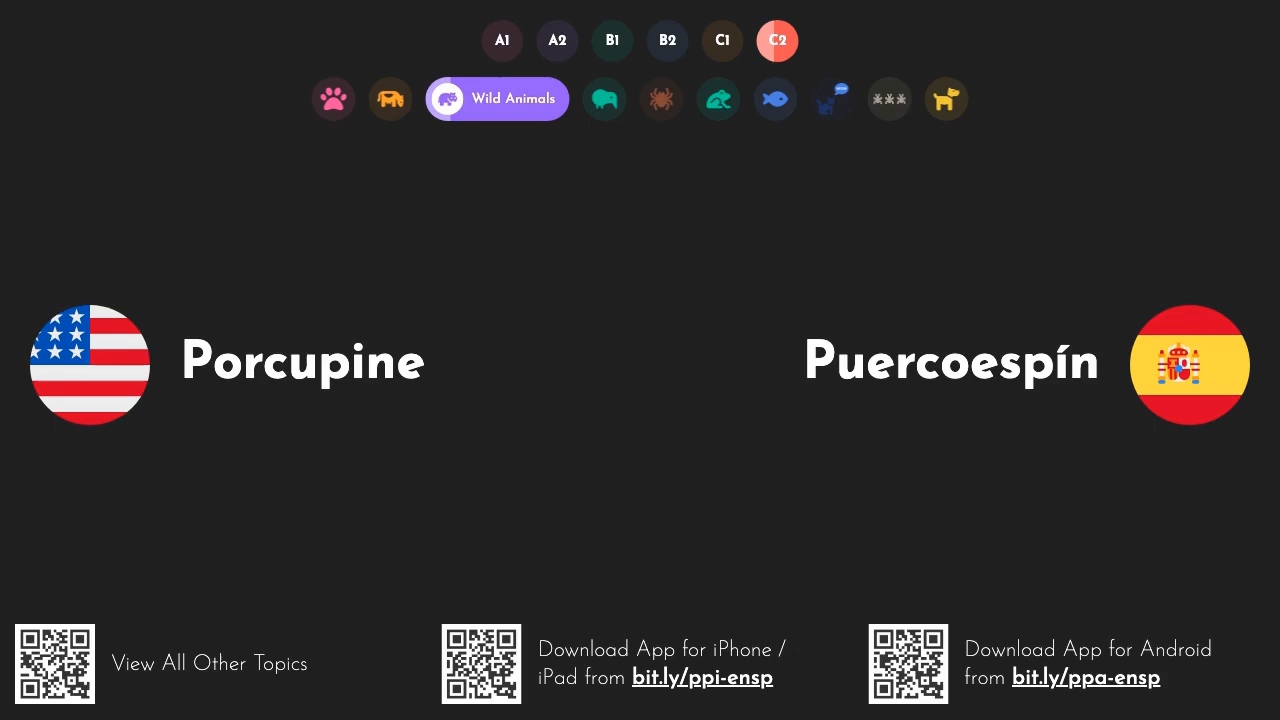 A1 A2 B1 B2 C1 C2
Wild Animals
Porcupine
Puercoespín
View All Other Topics
Download App for iPhone /
iPad from bit.ly/ppi-ensp
Download App for Android
from bit.ly/ppa-ensp